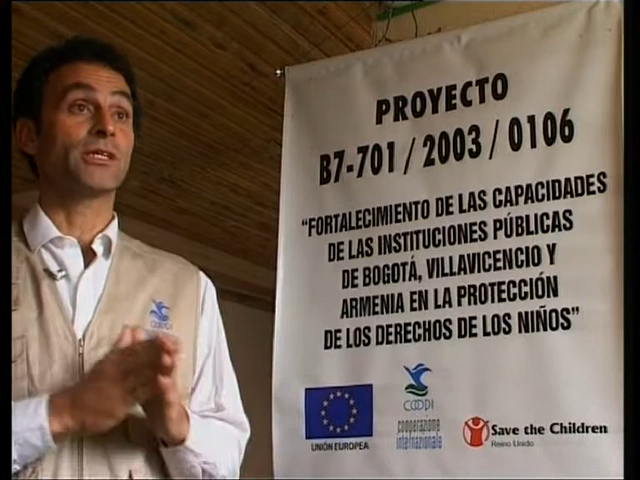 PROYECTO
B7-701 / 2003 / 0106
"FORTALECIMIENTO DE LAS CAPACIDADES
DE LAS INSTITUCIONES PÚBLICAS
DE BOGOTÁ, VILLAVICENCIO Y
ARMENIA EN LA PROTECCIÓN
DE LOS DERECHOS DE LOS NIÑOS"
UNIÓN EUROPEA
COOPI
cooperazione
internazionale
Save the Children
Reino Unido